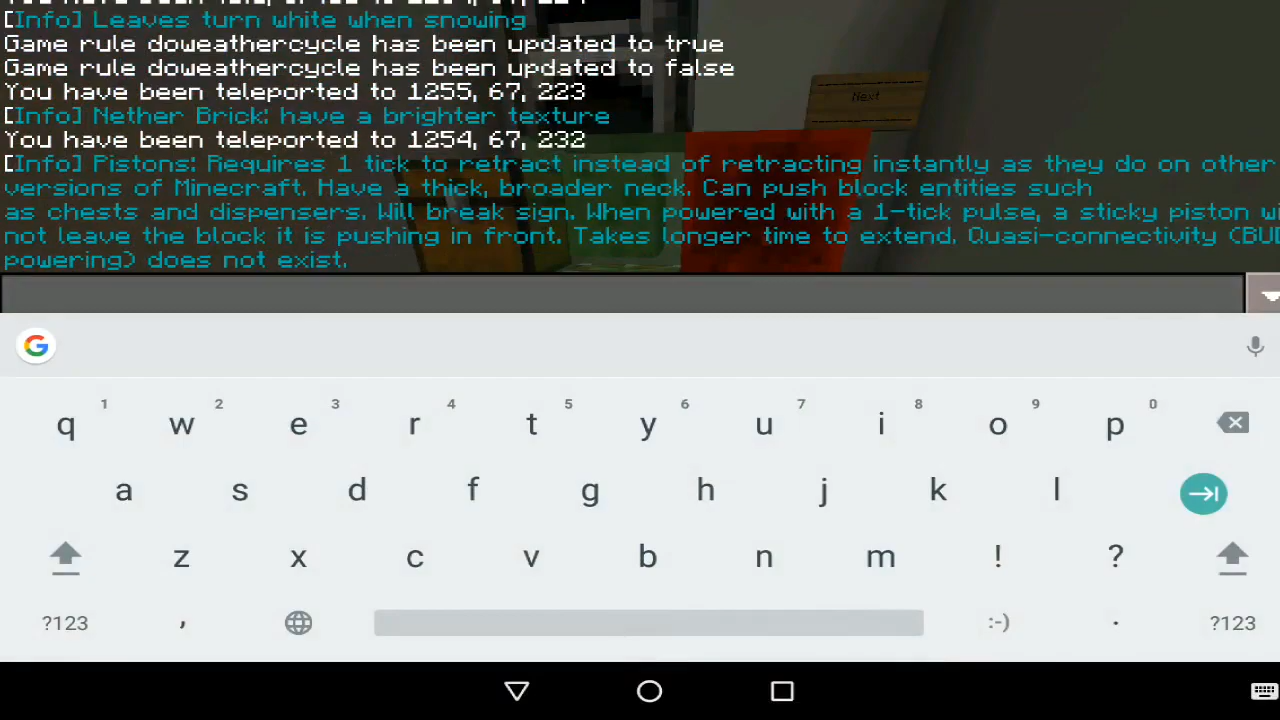 [Info] Leaves turn white when snowing
Game rule doweathercycle has been updated to true
Game rule doweathercycle has been updated to false
You have been teleported to 1255, 67, 223
[Info] Nether Brick: have a brighter texture
You have been teleported to 1254, 67, 232
[Info] Pistons: Requires 1 tick to retract instead of retracting instantly as they do on other
versions of Minecraft. Have a thick, broader neck. Can push block entities such
as chests and dispensers. Will break sign. When powered with a 1-tick pulse, a sticky piston
not leave the block it is pushing in front. Takes longer time to extend. Quasi-connectivity (BUD
powering) does not exist.
Next
1 2 3 4 5 6 7 8 9 0
q w e r t y u i o p
a s d f g h j k l
z x c v b n m ! ?
?123 , :-) . ?123